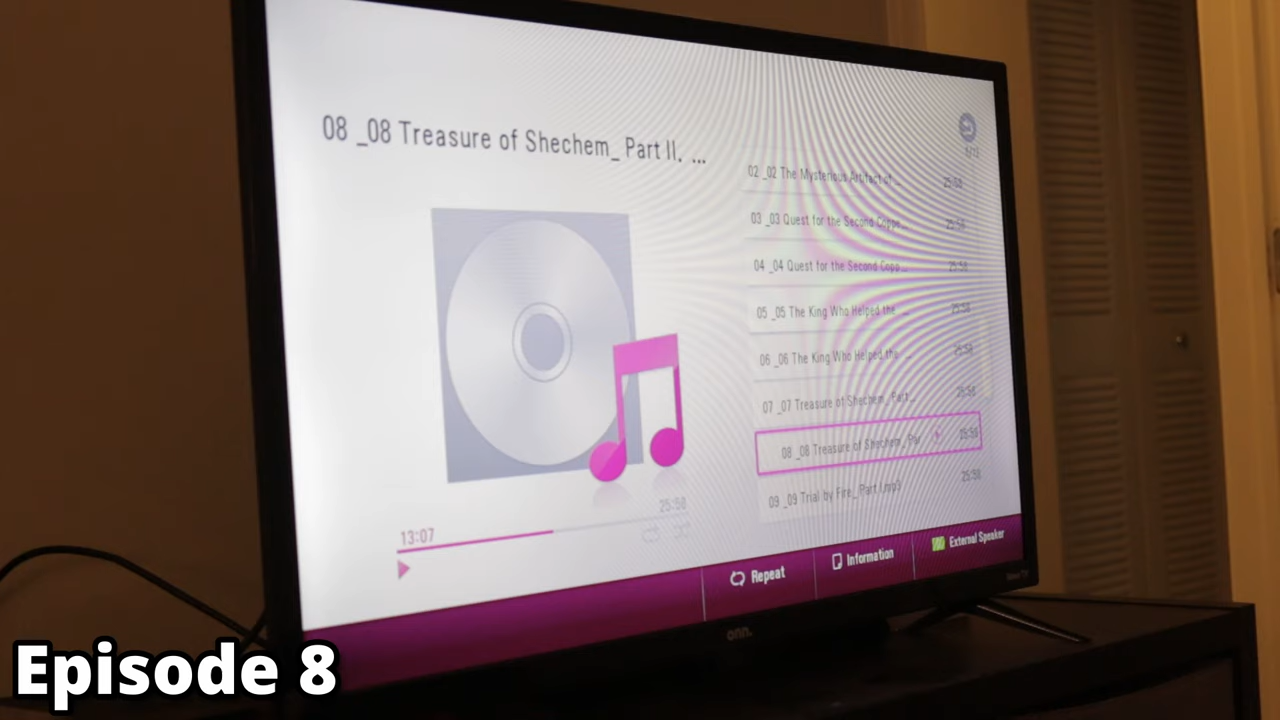 08 _08 Treasure of Shechem_ Part II. ...
02 _02 The Mysterious Artifact of ... 25:58
03 _03 Quest for the Second Coppe... 25:58
04 _04 Quest for the Second Copp... 25:58
05 _05 The King Who Helped the ... 25:58
06 _06 The King Who Helped the ... 25:58
07 _07 Treasure of Shechem_ Part... 25:58
08 _08 Treasure of Shechem_ Par 25:58
09 _09 Trial by Fire_ Part I.mp3 25:58
13:07
25:58
Repeat
Information
External Speaker
onn.
Episode 8